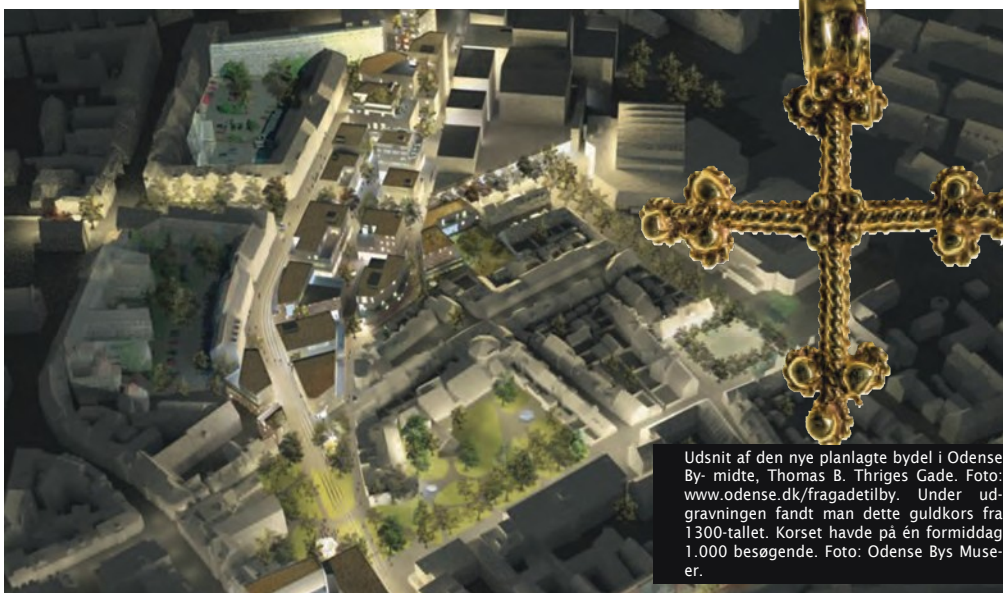 Udsnit af den nye planlagte bydel i Odense
By- midte, Thomas B. Thriges Gade. Foto:
www.odense.dk/fragadetilby. Under ud-
gravningen fandt man dette guldkors fra
1300-tallet. Korset havde på én formiddag
1.000 besøgende. Foto: Odense Bys Muse-
er.